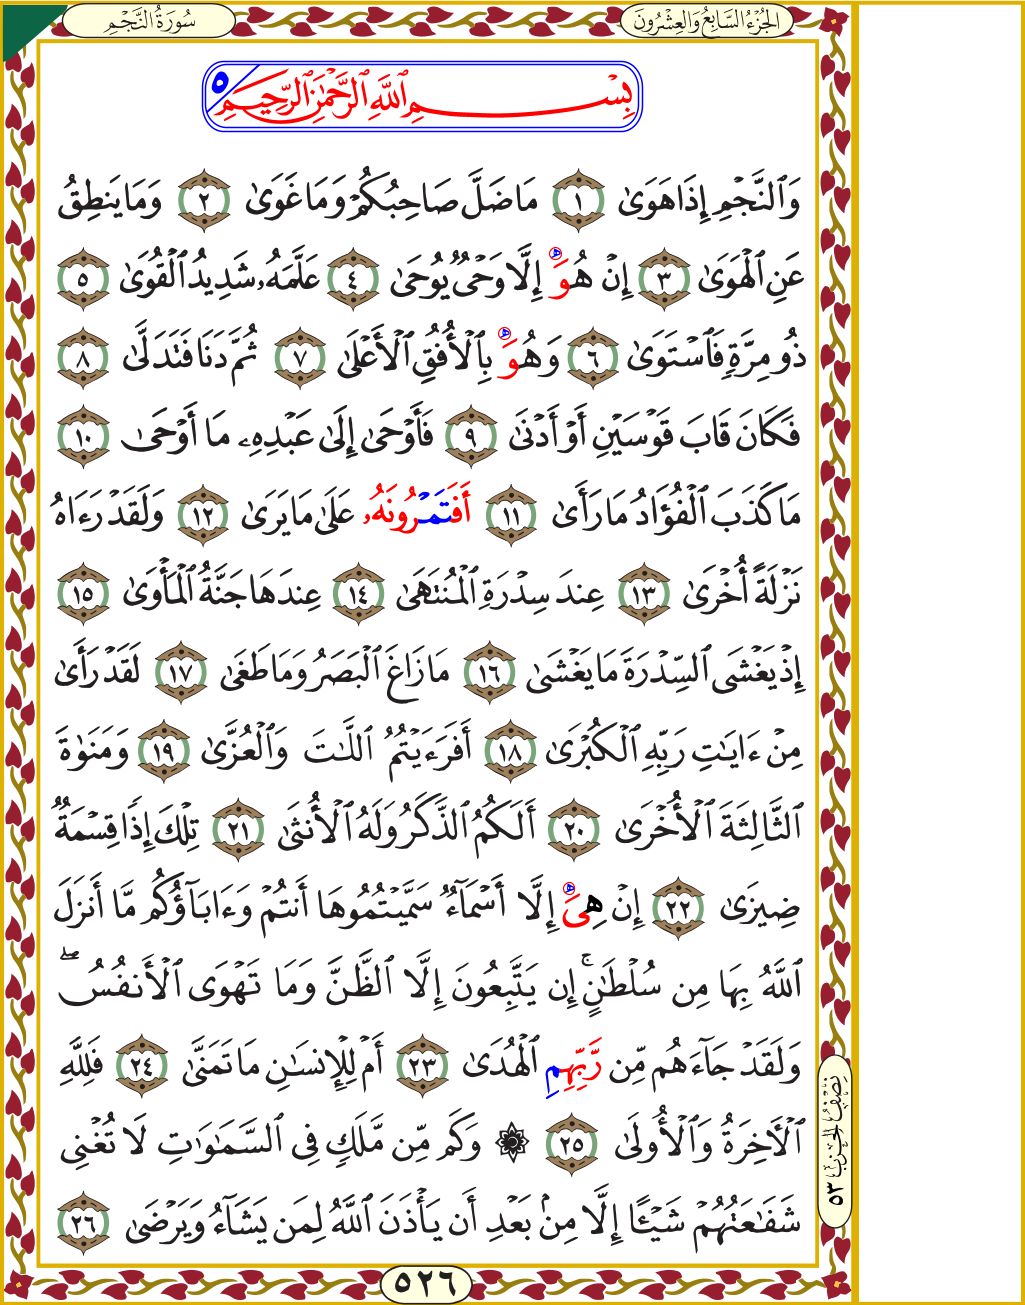 الجُزْءُ السَّابِعُ وَالعِشْرُونَ
سُورَةُ النَّجْمِ
بِسْمِ ٱللَّهِ ٱلرَّحْمَٰنِ ٱلرَّحِيمِ ٥
وَٱلنَّجْمِ إِذَا هَوَىٰ ١ مَا ضَلَّ صَاحِبُكُمْ وَمَا غَوَىٰ ٢ وَمَا يَنطِقُ
عَنِ ٱلْهَوَىٰ ٣ إِنْ هُوَ إِلَّا وَحْىٌ يُوحَىٰ ٤ عَلَّمَهُۥ شَدِيدُ ٱلْقُوَىٰ ٥
ذُو مِرَّةٍ فَٱسْتَوَىٰ ٦ وَهُوَ بِٱلْأُفُقِ ٱلْأَعْلَىٰ ٧ ثُمَّ دَنَا فَتَدَلَّىٰ ٨
فَكَانَ قَابَ قَوْسَيْنِ أَوْ أَدْنَىٰ ٩ فَأَوْحَىٰ إِلَىٰ عَبْدِهِۦ مَا أَوْحَىٰ ١٠
مَا كَذَبَ ٱلْفُؤَادُ مَا رَأَىٰ ١١ أَفَتَمْرُونَهُۥ عَلَىٰ مَا يَرَىٰ ١٢ وَلَقَدْ رَءَاهُ
نَزْلَةً أُخْرَىٰ ١٣ عِندَ سِدْرَةِ ٱلْمُنتَهَىٰ ١٤ عِندَهَا جَنَّةُ ٱلْمَأْوَىٰ ١٥
إِذْ يَغْشَى ٱلسِّدْرَةَ مَا يَغْشَىٰ ١٦ مَا زَاغَ ٱلْبَصَرُ وَمَا طَغَىٰ ١٧ لَقَدْ رَأَىٰ
مِنْ ءَايَٰتِ رَبِّهِ ٱلْكُبْرَىٰ ١٨ أَفَرَءَيْتُمُ ٱللَّٰتَ وَٱلْعُزَّىٰ ١٩ وَمَنَوٰةَ
ٱلثَّالِثَةَ ٱلْأُخْرَىٰ ٢٠ أَلَكُمُ ٱلذَّكَرُ وَلَهُ ٱلْأُنثَىٰ ٢١ تِلْكَ إِذًا قِسْمَةٌ
ضِيزَىٰ ٢٢ إِنْ هِىَ إِلَّا أَسْمَآءٌ سَمَّيْتُمُوهَا أَنتُمْ وَءَابَآؤُكُم مَّا أَنزَلَ
ٱللَّهُ بِهَا مِن سُلْطَٰنٍ ۚ إِن يَتَّبِعُونَ إِلَّا ٱلظَّنَّ وَمَا تَهْوَى ٱلْأَنفُسُ ۖ
وَلَقَدْ جَآءَهُم مِّن رَّبِّهِمِ ٱلْهُدَىٰ ٢٣ أَمْ لِلْإِنسَٰنِ مَا تَمَنَّىٰ ٢٤ فَلِلَّهِ
ٱلْأَخِرَةُ وَٱلْأُولَىٰ ٢٥ ۞ وَكَم مِّن مَّلَكٍ فِى ٱلسَّمَٰوَٰتِ لَا تُغْنِى
شَفَٰعَتُهُمْ شَيْـًٔا إِلَّا مِنۢ بَعْدِ أَن يَأْذَنَ ٱللَّهُ لِمَن يَشَآءُ وَيَرْضَىٰ ٢٦
نِصْفُ الحِزْبِ ٥٣
٥٢٦